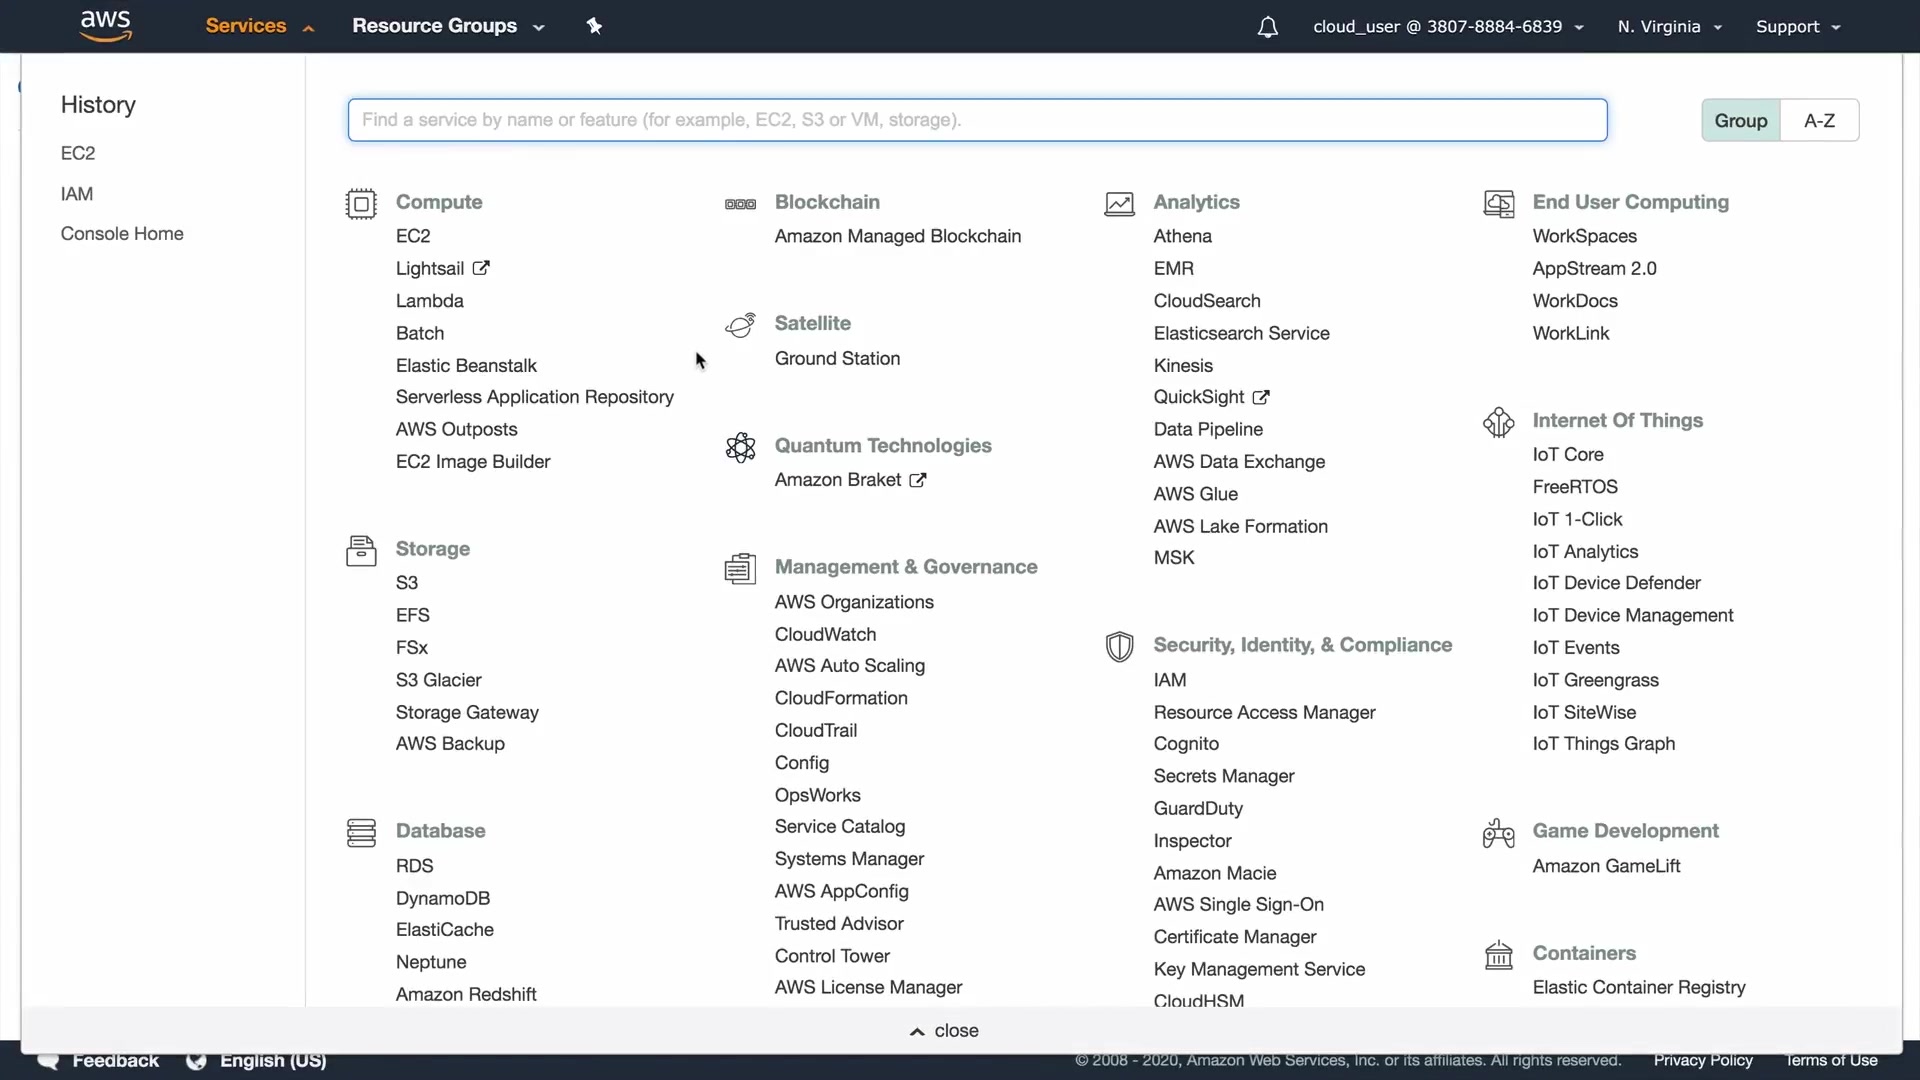 aws
Services
Resource Groups
cloud_user @ 3807-8884-6839
N. Virginia
Support
History
EC2
IAM
Console Home
Find a service by name or feature (for example, EC2, S3 or VM, storage).
Group
A-Z
Compute
EC2
Lightsail
Lambda
Batch
Elastic Beanstalk
Serverless Application Repository
AWS Outposts
EC2 Image Builder
Storage
S3
EFS
FSx
S3 Glacier
Storage Gateway
AWS Backup
Database
RDS
DynamoDB
ElastiCache
Neptune
Amazon Redshift
Blockchain
Amazon Managed Blockchain
Satellite
Ground Station
Quantum Technologies
Amazon Braket
Management & Governance
AWS Organizations
CloudWatch
AWS Auto Scaling
CloudFormation
CloudTrail
Config
OpsWorks
Service Catalog
Systems Manager
AWS AppConfig
Trusted Advisor
Control Tower
AWS License Manager
Analytics
Athena
EMR
CloudSearch
Elasticsearch Service
Kinesis
QuickSight
Data Pipeline
AWS Data Exchange
AWS Glue
AWS Lake Formation
MSK
Security, Identity, & Compliance
IAM
Resource Access Manager
Cognito
Secrets Manager
GuardDuty
Inspector
Amazon Macie
AWS Single Sign-On
Certificate Manager
Key Management Service
CloudHSM
End User Computing
WorkSpaces
AppStream 2.0
WorkDocs
WorkLink
Internet Of Things
IoT Core
FreeRTOS
IoT 1-Click
IoT Analytics
IoT Device Defender
IoT Device Management
IoT Events
IoT Greengrass
IoT SiteWise
IoT Things Graph
Game Development
Amazon GameLift
Containers
Elastic Container Registry
close
Feedback
English (US)
© 2008 - 2020, Amazon Web Services, Inc. or its affiliates. All rights reserved.
Privacy Policy
Terms of Use